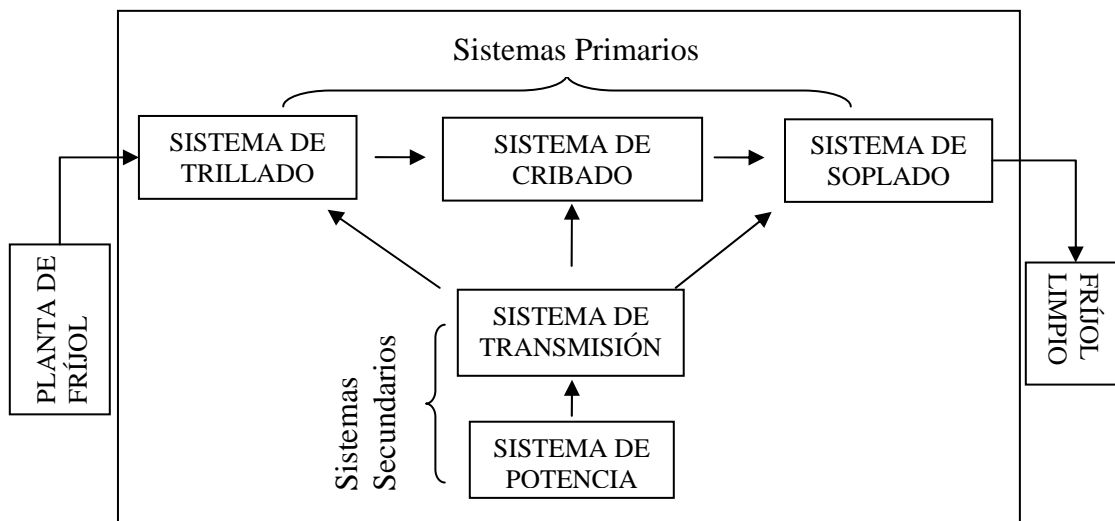 Sistemas Primarios
SISTEMA DE
TRILLADO
SISTEMA DE
CRIBADO
SISTEMA DE
SOPLADO
PLANTA DE
FRÍJOL
SISTEMA DE
TRANSMISIÓN
Sistemas
Secundarios
SISTEMA DE
POTENCIA
FRÍJOL
LIMPIO